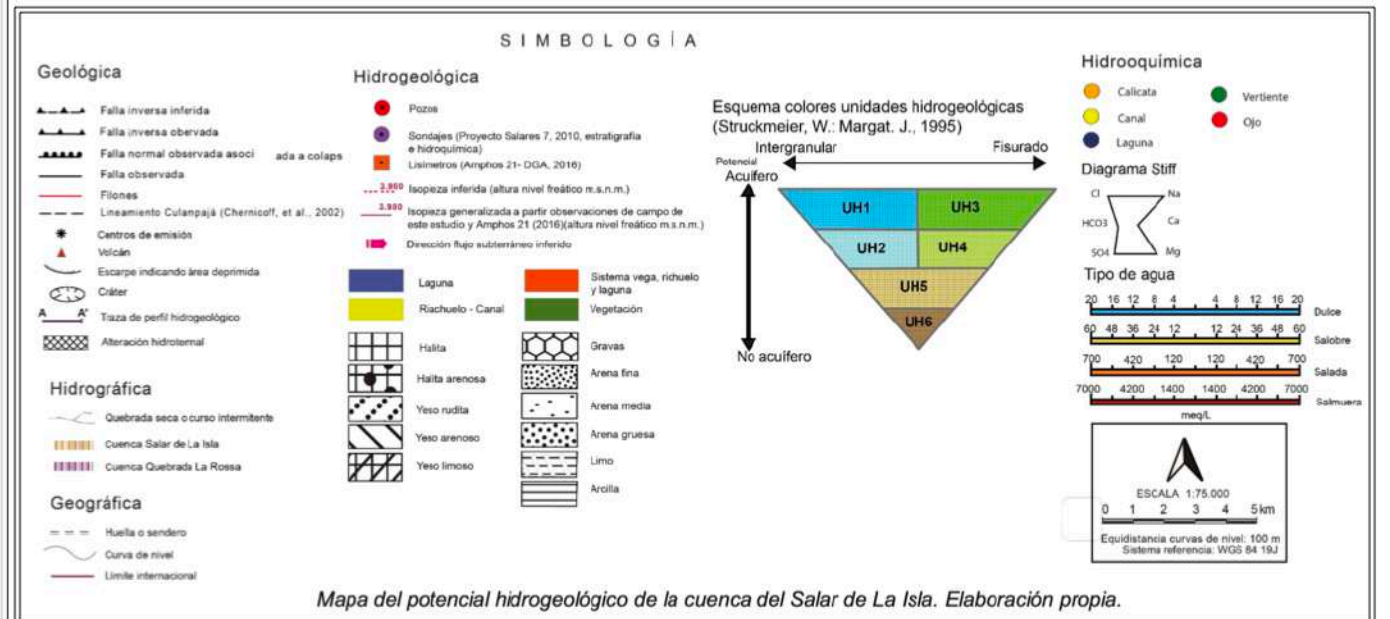 SIMBOLOGÍA
Geológica
Falla inversa inferida
Falla inversa obervada
Falla normal observada asoci ada a colaps
Falla observada
Filones
Lineamiento Culanpajá (Chernicoff, et al., 2002)
Centros de emisión
Volcán
Escarpe indicando área deprimida
Cráter
A A'
Traza de perfil hidrogeológico
Alteración hidrotermal
Hidrográfica
Quebrada seca o curso intermitente
Cuenca Salar de La Isla
Cuenca Quebrada La Rossa
Geográfica
Huella o sendero
Curva de nivel
Límite internacional
Hidrogeológica
Pozos
Sondajes (Proyecto Salares 7, 2010, estratigrafía
e hidroquímica)
Lisímetros (Amphos 21- DGA, 2016)
3.960 Isopieza inferida (altura nivel freático m.s.n.m.)
3.980 Isopieza generalizada a partir observaciones de campo de
este estudio y Amphos 21 (2016)(altura nivel freático m.s.n.m.)
Dirección flujo subterráneo inferido
Laguna
Riachuelo - Canal
Halita
Halita arenosa
Yeso rudita
Yeso arenoso
Yeso limoso
Sistema vega, richuelo
y laguna
Vegetación
Gravas
Arena fina
Arena media
Arena gruesa
Limo
Arcilla
Esquema colores unidades hidrogeológicas
(Struckmeier, W.: Margat. J., 1995)
Intergranular Fisurado
Potencial
Acuífero
UH1 UH3
UH2 UH4
UH5
UH6
No acuífero
Hidrooquímica
Calicata
Canal
Laguna
Vertiente
Ojo
Diagrama Stiff
Cl Na
HCO3 Ca
SO4 Mg
Tipo de agua
20 16 12 8 4 4 8 12 16 20
Dulce
60 48 36 24 12 12 24 36 48 60
Salobre
700 420 120 120 420 700
Salada
7000 4200 1400 1400 4200 7000
Salmuera
meq/L
ESCALA 1:75.000
0 1 2 3 4 5 km
Equidistancia curvas de nivel: 100 m
Sistema referencia: WGS 84 19J
Mapa del potencial hidrogeológico de la cuenca del Salar de La Isla. Elaboración propia.